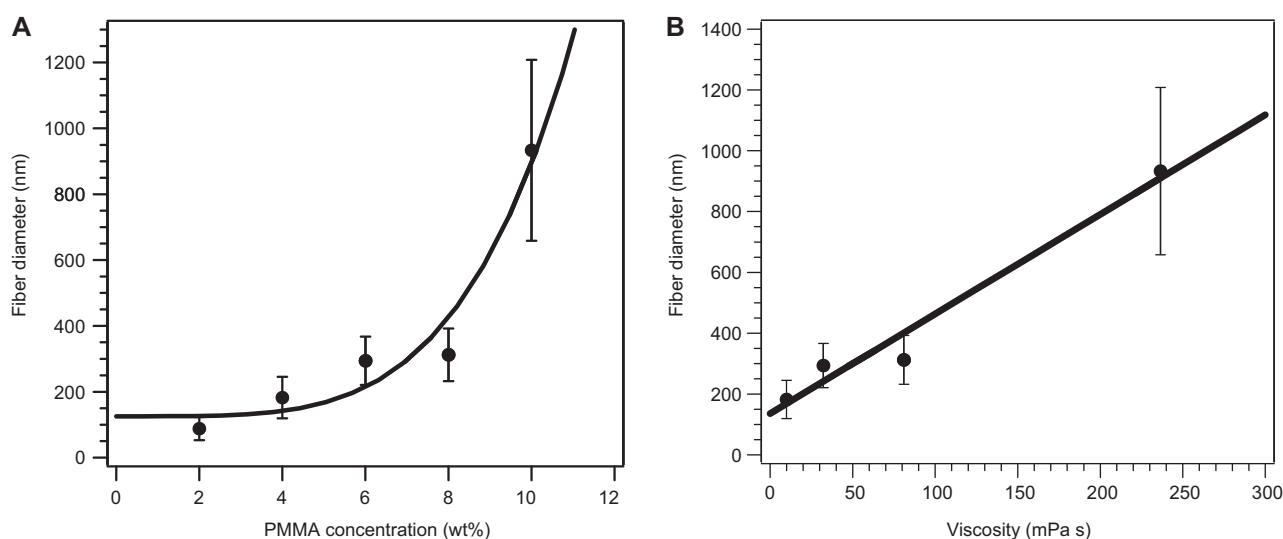 A
Fiber diameter (nm)
1200
1000
800
600
400
200
0
0 2 4 6 8 10 12
PMMA concentration (wt%)
B
Fiber diameter (nm)
1400
1200
1000
800
600
400
200
0
0 50 100 150 200 250 300
Viscosity (mPa s)